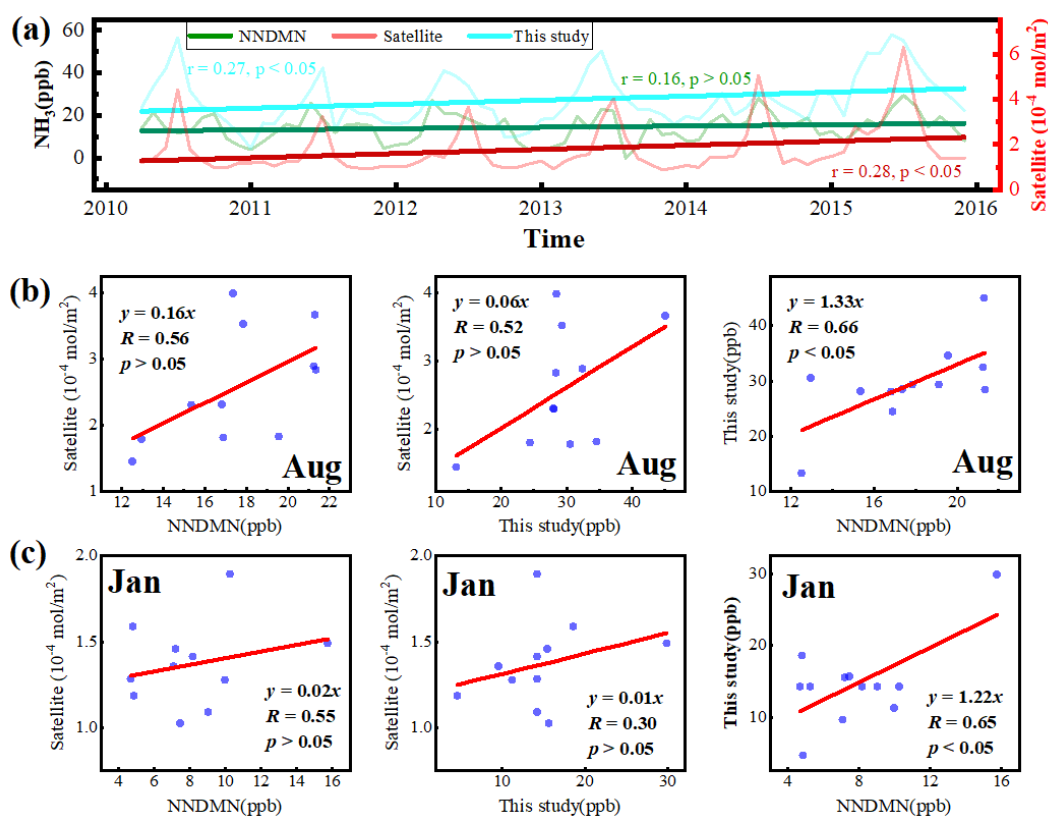 (a)
NNDMN
Satellite
This study
r = 0.27, p < 0.05
r = 0.16, p > 0.05
r = 0.28, p < 0.05
NH₃(ppb)
60
40
20
0
Satellite (10⁻⁴ mol/m²)
6
4
2
0
2010
2011
2012
2013
2014
2015
2016
Time
(b)
y = 0.16x
R = 0.56
p > 0.05
Aug
Satellite (10⁻⁴ mol/m²)
4
3
2
1
12
14
16
18
20
22
NNDMN(ppb)
y = 0.06x
R = 0.52
p > 0.05
Aug
Satellite (10⁻⁴ mol/m²)
4
3
2
10
20
30
40
This study(ppb)
y = 1.33x
R = 0.66
p < 0.05
Aug
This study(ppb)
40
30
20
10
12
16
20
NNDMN(ppb)
(c)
Jan
y = 0.02x
R = 0.55
p > 0.05
Satellite (10⁻⁴ mol/m²)
2.0
1.5
1.0
4
6
8
10
12
14
16
NNDMN(ppb)
y = 0.01x
R = 0.30
p > 0.05
Satellite (10⁻⁴ mol/m²)
2.0
1.5
1.0
10
20
30
This study(ppb)
Jan
y = 1.22x
R = 0.65
p < 0.05
This study(ppb)
30
20
10
4
8
12
16
NNDMN(ppb)